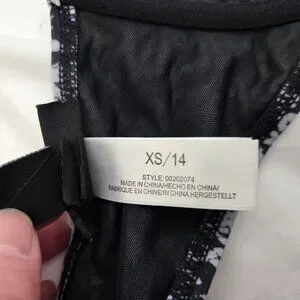 XS/14
STYLE: 00202074
MADE IN CHINA/HECHO EN CHINA/
FABRIQUE EN CHINE/IN CHINA HERGESTELLT